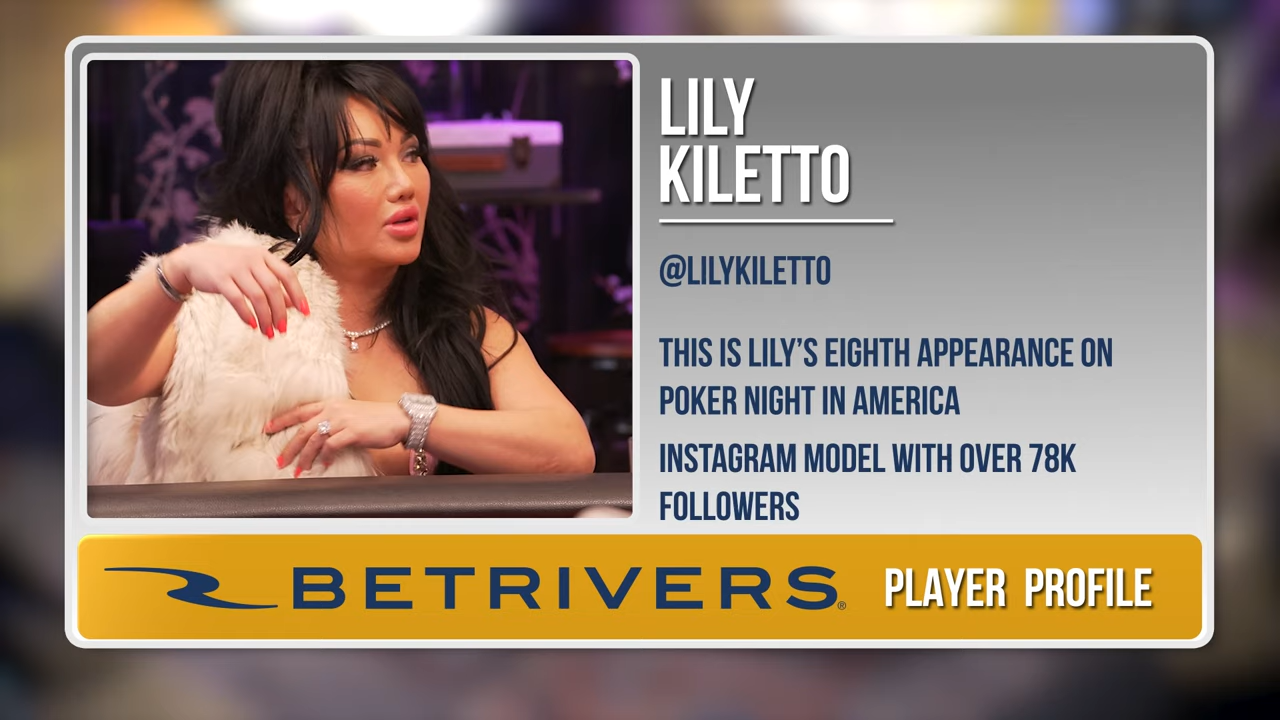 LILY
KILETTO
@LILYKILETTO
THIS IS LILY'S EIGHTH APPEARANCE ON
POKER NIGHT IN AMERICA
INSTAGRAM MODEL WITH OVER 78K
FOLLOWERS
BETRIVERS® PLAYER PROFILE